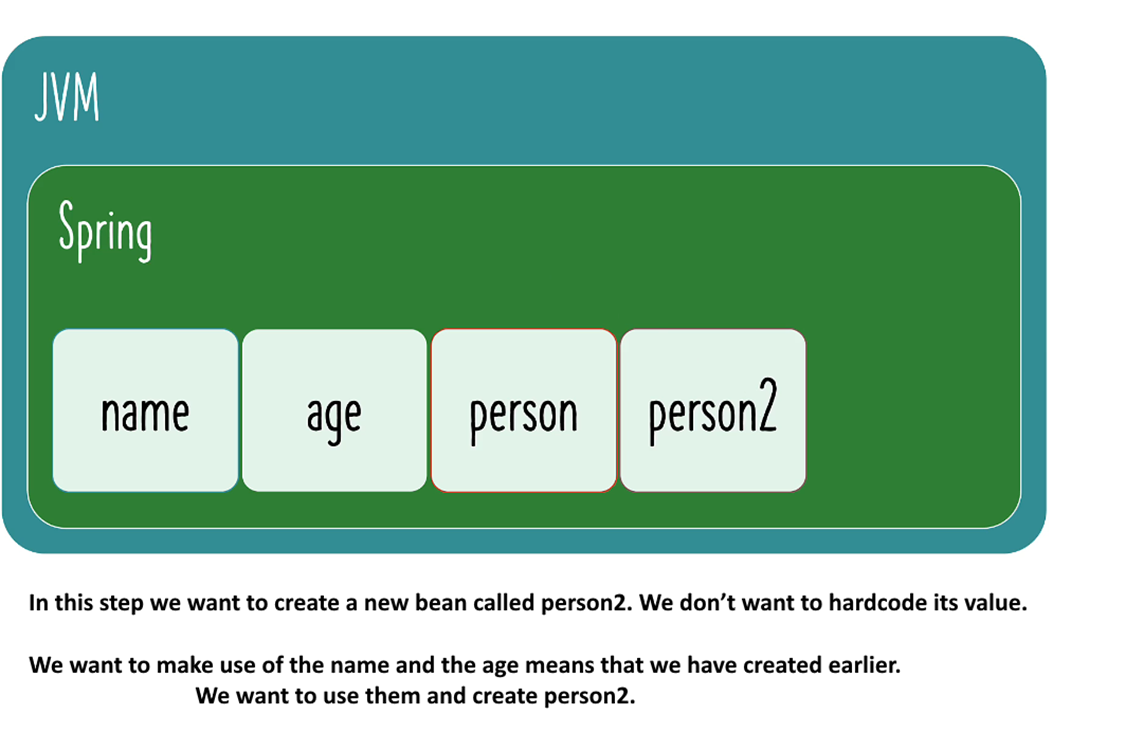 JVM
Spring
name
age
person
person2
In this step we want to create a new bean called person2. We don’t want to hardcode its value.
We want to make use of the name and the age means that we have created earlier.
We want to use them and create person2.